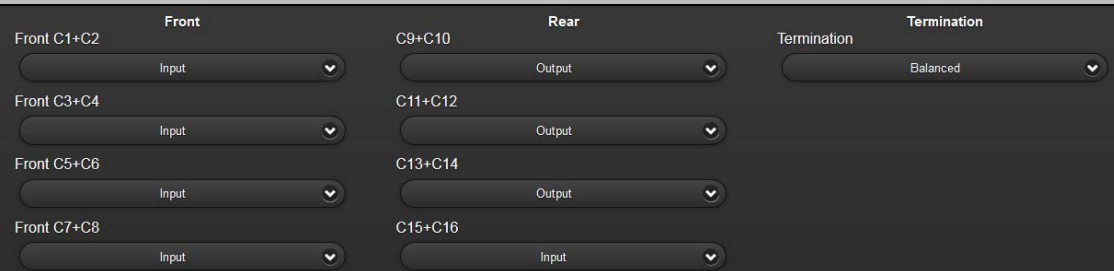 Front Rear Termination
Front C1+C2 C9+C10 Termination
Input Output Balanced
Front C3+C4 C11+C12
Input Output
Front C5+C6 C13+C14
Input Output
Front C7+C8 C15+C16
Input Input